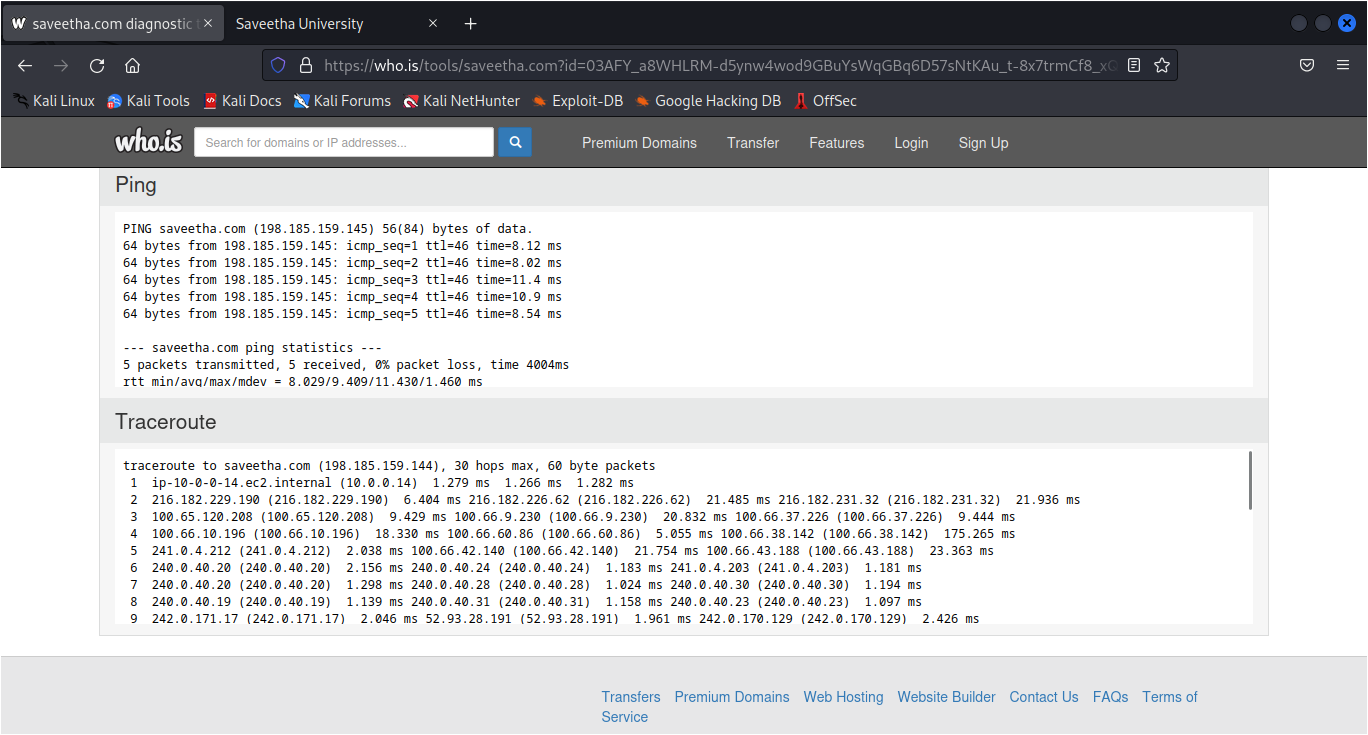 saveetha.com diagnostic
Saveetha University
https://who.is/tools/saveetha.com?id=03AFY_a8WHLRM-d5ynw4wod9GBuYsWqGBq6D57sNtKAu_t-8x7trmCf8_x
Kali Linux Kali Tools Kali Docs Kali Forums Kali NetHunter Exploit-DB Google Hacking DB OffSec
who.is Search for domains or IP addresses... Premium Domains Transfer Features Login Sign Up
Ping
PING saveetha.com (198.185.159.145) 56(84) bytes of data.
64 bytes from 198.185.159.145: icmp_seq=1 ttl=46 time=8.12 ms
64 bytes from 198.185.159.145: icmp_seq=2 ttl=46 time=8.02 ms
64 bytes from 198.185.159.145: icmp_seq=3 ttl=46 time=11.4 ms
64 bytes from 198.185.159.145: icmp_seq=4 ttl=46 time=10.9 ms
64 bytes from 198.185.159.145: icmp_seq=5 ttl=46 time=8.54 ms
--- saveetha.com ping statistics ---
5 packets transmitted, 5 received, 0% packet loss, time 4004ms
rtt min/avg/max/mdev = 8.029/9.409/11.430/1.460 ms
Traceroute
traceroute to saveetha.com (198.185.159.144), 30 hops max, 60 byte packets
1 ip-10-0-0-14.ec2.internal (10.0.0.14) 1.279 ms 1.266 ms 1.282 ms
2 216.182.229.190 (216.182.229.190) 6.404 ms 216.182.226.62 (216.182.226.62) 21.485 ms 216.182.231.32 (216.182.231.32) 21.936 ms
3 100.65.120.208 (100.65.120.208) 9.429 ms 100.66.9.230 (100.66.9.230) 20.832 ms 100.66.37.226 (100.66.37.226) 9.444 ms
4 100.66.10.196 (100.66.10.196) 18.330 ms 100.66.60.86 (100.66.60.86) 5.055 ms 100.66.38.142 (100.66.38.142) 175.265 ms
5 241.0.4.212 (241.0.4.212) 2.038 ms 100.66.42.140 (100.66.42.140) 21.754 ms 100.66.43.188 (100.66.43.188) 23.363 ms
6 240.0.40.20 (240.0.40.20) 2.156 ms 240.0.40.24 (240.0.40.24) 1.183 ms 241.0.4.203 (241.0.4.203) 1.181 ms
7 240.0.40.20 (240.0.40.20) 1.298 ms 240.0.40.28 (240.0.40.28) 1.024 ms 240.0.40.30 (240.0.40.30) 1.194 ms
8 240.0.40.19 (240.0.40.19) 1.139 ms 240.0.40.31 (240.0.40.31) 1.158 ms 240.0.40.23 (240.0.40.23) 1.097 ms
9 242.0.171.17 (242.0.171.17) 2.046 ms 52.93.28.191 (52.93.28.191) 1.961 ms 242.0.170.129 (242.0.170.129) 2.426 ms
Transfers Premium Domains Web Hosting Website Builder Contact Us FAQs Terms of
Service